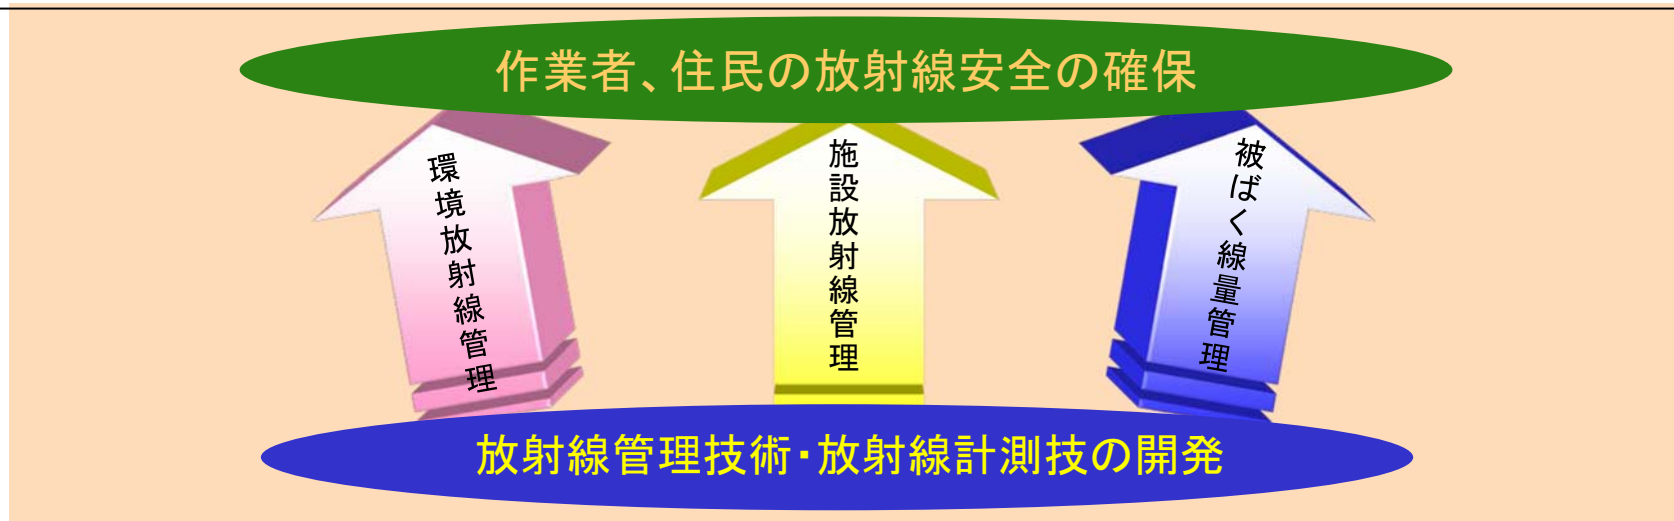 作業者、住民の放射線安全の確保
環境放射線管理
施設放射線管理
被ばく線量管理
放射線管理技術・放射線計測技の開発